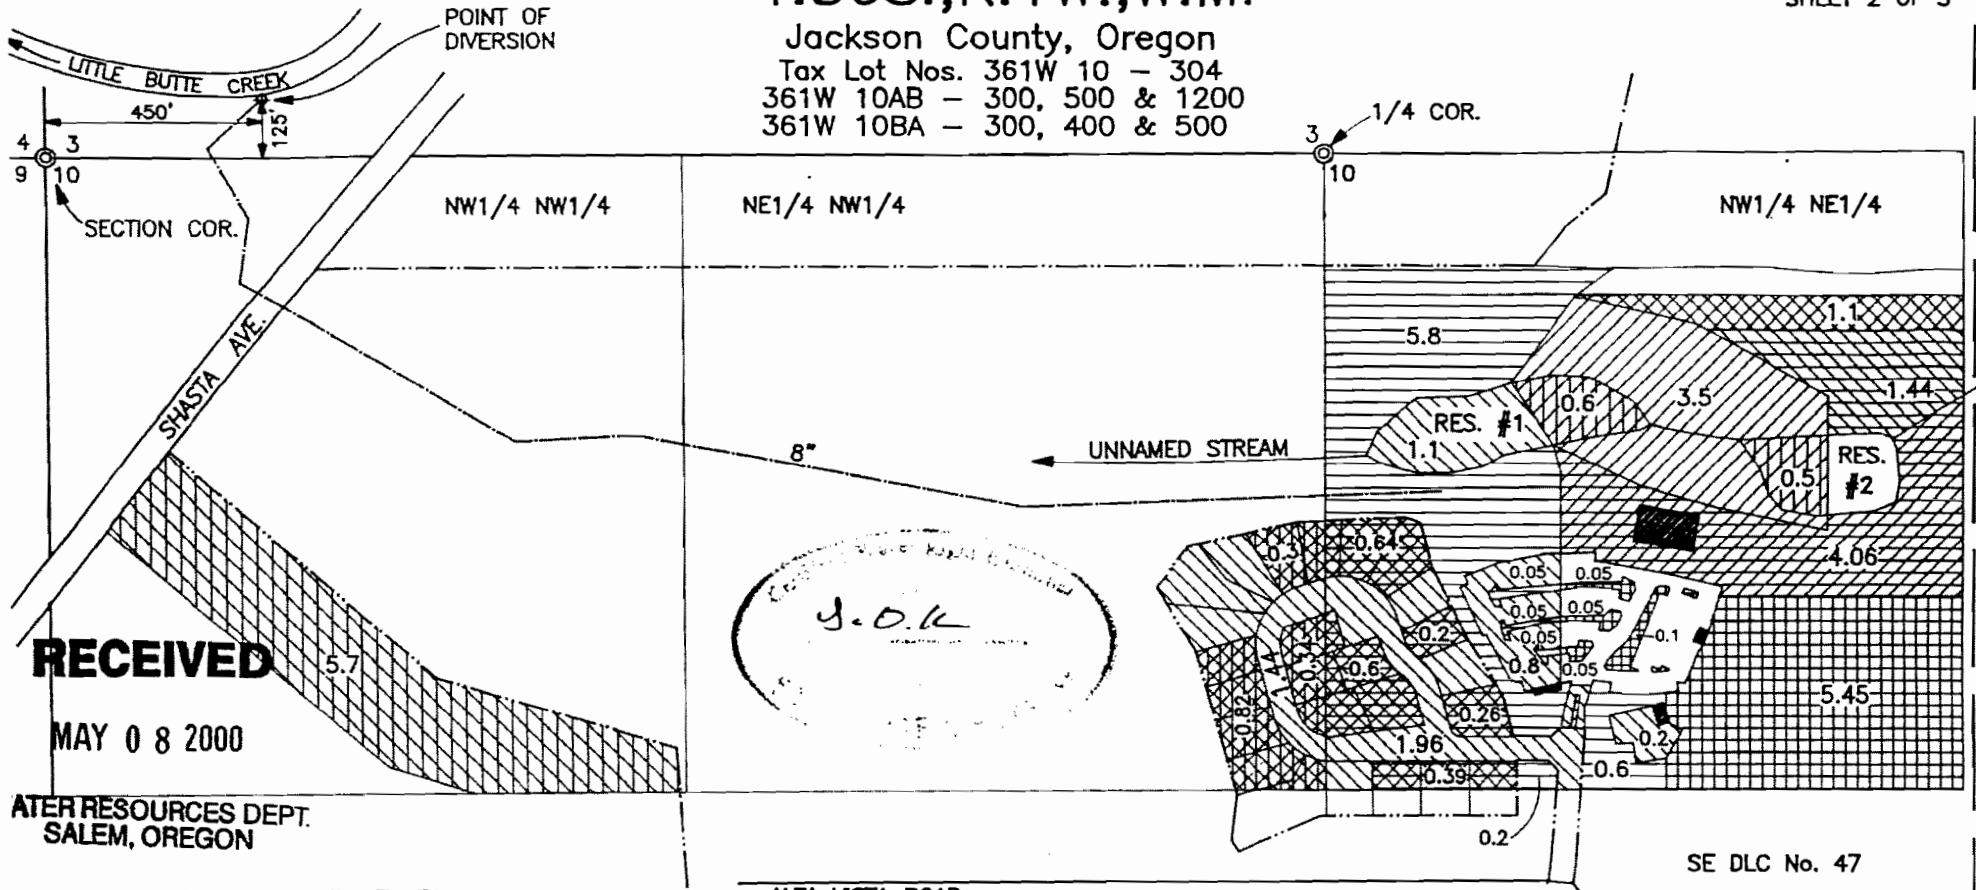 SHEET 2 OF 3
POINT OF
DIVERSION
Jackson County, Oregon
Tax Lot Nos. 361W 10 – 304
361W 10AB – 300, 500 & 1200
361W 10BA – 300, 400 & 500
LITTLE BUTTE CREEK
450'
125'
1/4 COR.
4 3
9 10
3
10
SECTION COR.
NW1/4 NW1/4
NE1/4 NW1/4
NW1/4 NE1/4
SHASTA AVE.
1.1
5.8
1.44
3.5
0.6
RES. #1
1.1
8"
UNNAMED STREAM
0.5
RES.
#2
4.06
0.3
0.64
0.05
0.05
0.05
0.05
0.05
0.05
0.1
0.2
0.8
J.O.K
1.44
0.34
0.6
0.82
0.26
1.96
0.39
0.2
0.6
5.45
5.7
RECEIVED
MAY 0 8 2000
ATER RESOURCES DEPT.
SALEM, OREGON
0.2
SE DLC No. 47